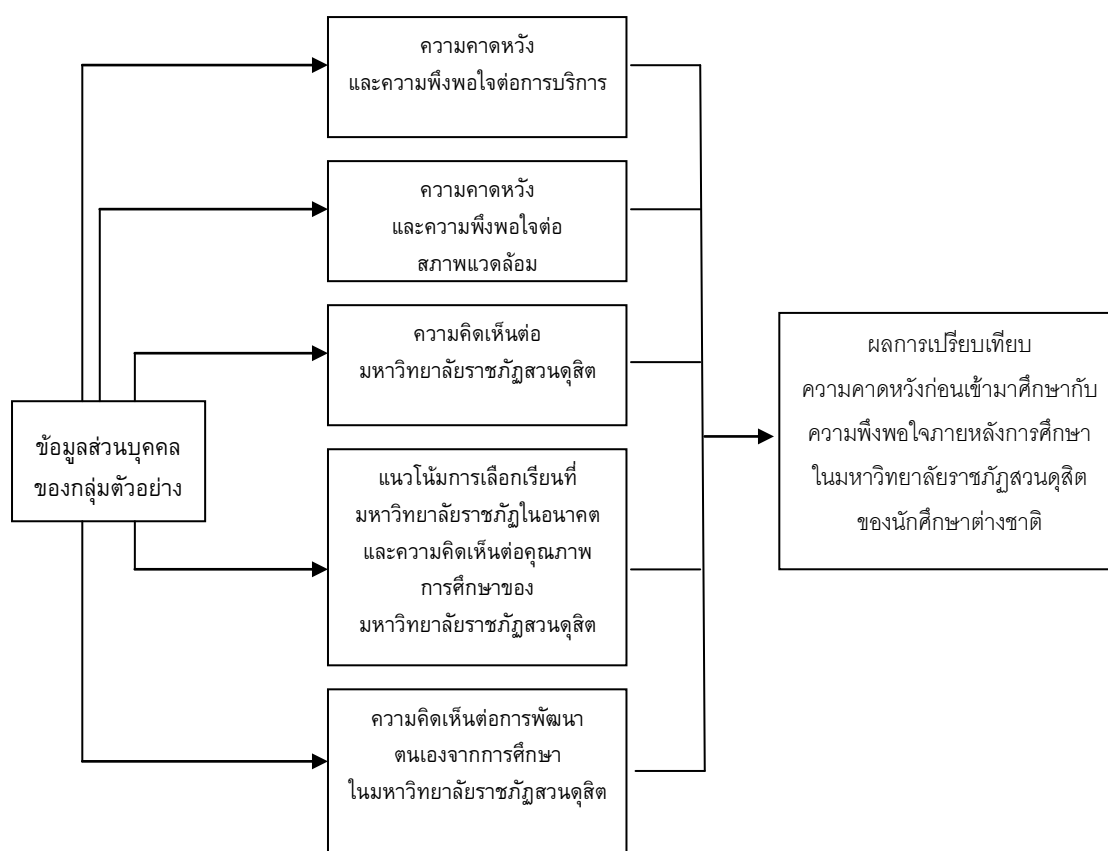 ความคาดหวัง
และความพึงพอใจต่อการบริการ
ความคาดหวัง
และความพึงพอใจต่อ
สภาพแวดล้อม
ความคิดเห็นต่อ
มหาวิทยาลัยราชภัฏสวนดุสิต
ข้อมูลส่วนบุคคล
ของกลุ่มตัวอย่าง
แนวโน้มการเลือกเรียนที่
มหาวิทยาลัยราชภัฏในอนาคต
และความคิดเห็นต่อคุณภาพ
การศึกษาของ
มหาวิทยาลัยราชภัฏสวนดุสิต
ความคิดเห็นต่อการพัฒนา
ตนเองจากการศึกษา
ในมหาวิทยาลัยราชภัฏสวนดุสิต
ผลการเปรียบเทียบ
ความคาดหวังก่อนเข้ามาศึกษากับ
ความพึงพอใจภายหลังการศึกษา
ในมหาวิทยาลัยราชภัฏสวนดุสิต
ของนักศึกษาต่างชาติ